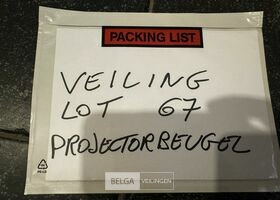 PACKING LIST
VEILING
LOT 67
PROJECTORBEUGEL
BELGA VEILINGEN